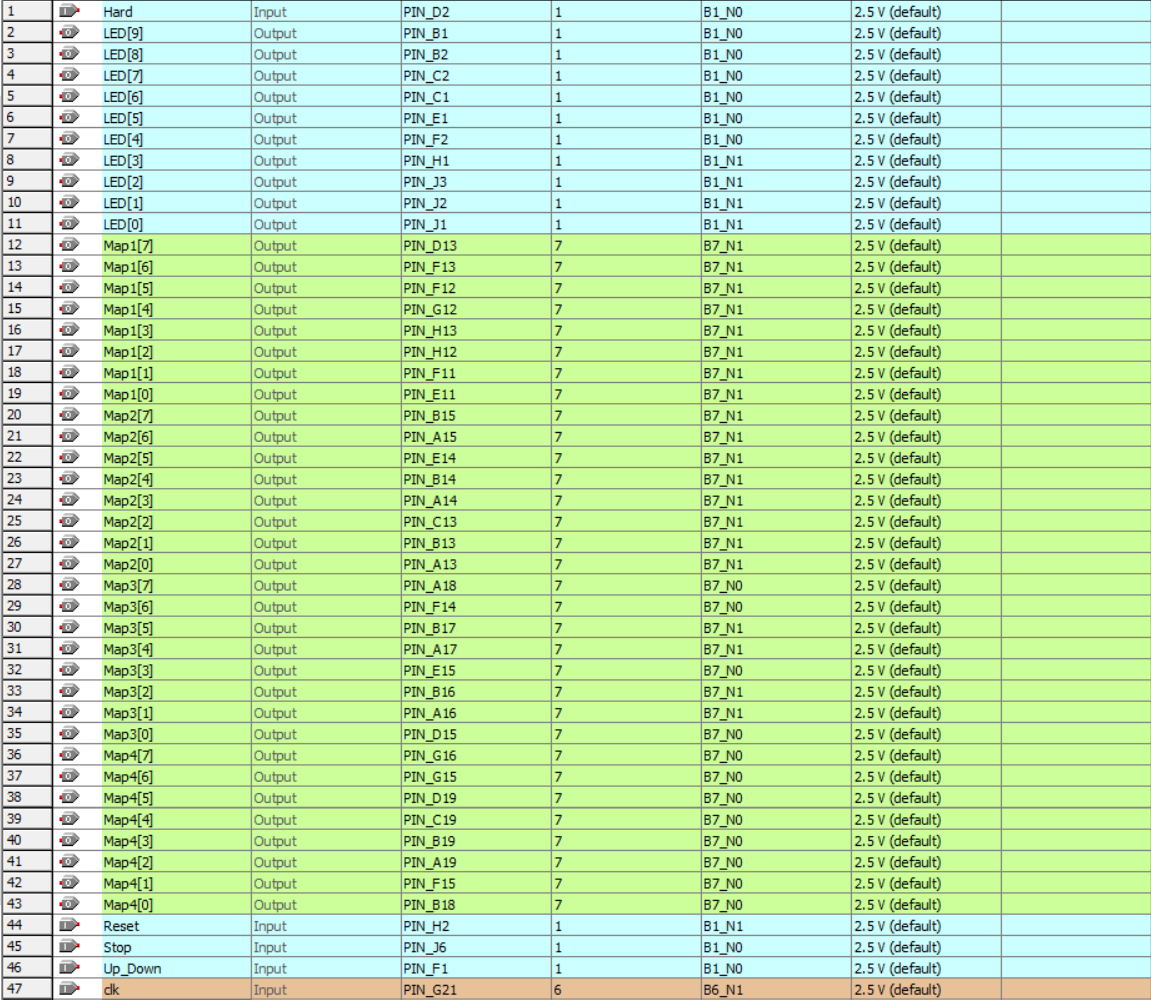 1 Hard Input PIN_D2 1 B1_N0 2.5 V (default)
2 LED[9] Output PIN_B1 1 B1_N0 2.5 V (default)
3 LED[8] Output PIN_B2 1 B1_N0 2.5 V (default)
4 LED[7] Output PIN_C2 1 B1_N0 2.5 V (default)
5 LED[6] Output PIN_C1 1 B1_N0 2.5 V (default)
6 LED[5] Output PIN_E1 1 B1_N0 2.5 V (default)
7 LED[4] Output PIN_F2 1 B1_N0 2.5 V (default)
8 LED[3] Output PIN_H1 1 B1_N1 2.5 V (default)
9 LED[2] Output PIN_J3 1 B1_N1 2.5 V (default)
10 LED[1] Output PIN_J2 1 B1_N1 2.5 V (default)
11 LED[0] Output PIN_J1 1 B1_N1 2.5 V (default)
12 Map1[7] Output PIN_D13 7 B7_N1 2.5 V (default)
13 Map1[6] Output PIN_F13 7 B7_N1 2.5 V (default)
14 Map1[5] Output PIN_F12 7 B7_N1 2.5 V (default)
15 Map1[4] Output PIN_G12 7 B7_N1 2.5 V (default)
16 Map1[3] Output PIN_H13 7 B7_N1 2.5 V (default)
17 Map1[2] Output PIN_H12 7 B7_N1 2.5 V (default)
18 Map1[1] Output PIN_F11 7 B7_N1 2.5 V (default)
19 Map1[0] Output PIN_E11 7 B7_N1 2.5 V (default)
20 Map2[7] Output PIN_B15 7 B7_N1 2.5 V (default)
21 Map2[6] Output PIN_A15 7 B7_N1 2.5 V (default)
22 Map2[5] Output PIN_E14 7 B7_N1 2.5 V (default)
23 Map2[4] Output PIN_B14 7 B7_N1 2.5 V (default)
24 Map2[3] Output PIN_A14 7 B7_N1 2.5 V (default)
25 Map2[2] Output PIN_C13 7 B7_N1 2.5 V (default)
26 Map2[1] Output PIN_B13 7 B7_N1 2.5 V (default)
27 Map2[0] Output PIN_A13 7 B7_N1 2.5 V (default)
28 Map3[7] Output PIN_A18 7 B7_N0 2.5 V (default)
29 Map3[6] Output PIN_F14 7 B7_N0 2.5 V (default)
30 Map3[5] Output PIN_B17 7 B7_N1 2.5 V (default)
31 Map3[4] Output PIN_A17 7 B7_N1 2.5 V (default)
32 Map3[3] Output PIN_E15 7 B7_N0 2.5 V (default)
33 Map3[2] Output PIN_B16 7 B7_N1 2.5 V (default)
34 Map3[1] Output PIN_A16 7 B7_N1 2.5 V (default)
35 Map3[0] Output PIN_D15 7 B7_N0 2.5 V (default)
36 Map4[7] Output PIN_G16 7 B7_N0 2.5 V (default)
37 Map4[6] Output PIN_G15 7 B7_N0 2.5 V (default)
38 Map4[5] Output PIN_D19 7 B7_N0 2.5 V (default)
39 Map4[4] Output PIN_C19 7 B7_N0 2.5 V (default)
40 Map4[3] Output PIN_B19 7 B7_N0 2.5 V (default)
41 Map4[2] Output PIN_A19 7 B7_N0 2.5 V (default)
42 Map4[1] Output PIN_F15 7 B7_N0 2.5 V (default)
43 Map4[0] Output PIN_B18 7 B7_N0 2.5 V (default)
44 Reset Input PIN_H2 1 B1_N1 2.5 V (default)
45 Stop Input PIN_J6 1 B1_N0 2.5 V (default)
46 Up_Down Input PIN_F1 1 B1_N0 2.5 V (default)
47 clk Input PIN_G21 6 B6_N1 2.5 V (default)